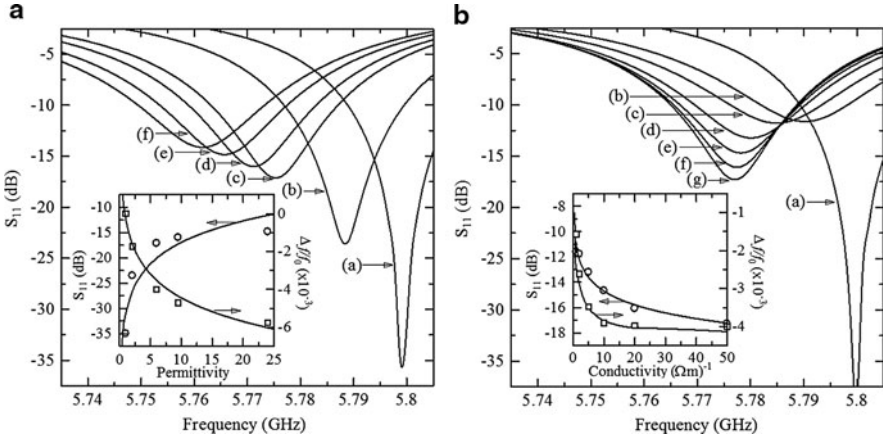 a
-5
-10
-15
-20
-25
-30
-35
S11 (dB)
(f)
(e)
(d)
(c)
(b)
(a)
-10
-15
-20
-25
-30
-35
S11 (dB)
0
-2
-4
-6
Δf/f0 (x10-3)
0 5 10 15 20 25
Permittivity
5.74 5.75 5.76 5.77 5.78 5.79 5.8
Frequency (GHz)
b
-5
-10
-15
-20
-25
-30
-35
S11 (dB)
(b)
(c)
(d)
(e)
(f)
(g)
(a)
-8
-10
-12
-14
-16
-18
S11 (dB)
-1
-2
-3
-4
Δf/f0 (x10-3)
0 10 20 30 40 50
Conductivity (Ωm)-1
5.74 5.75 5.76 5.77 5.78 5.79 5.8
Frequency (GHz)